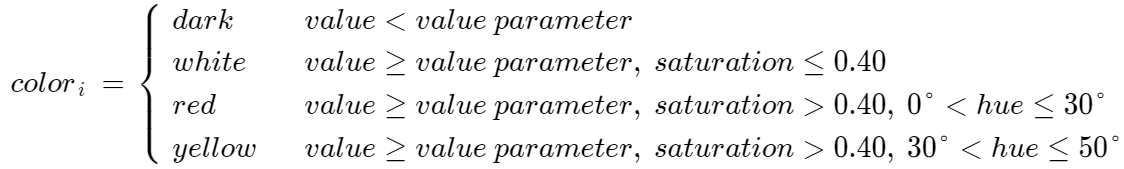 dark value < value parameter
white value ≥ value parameter, saturation ≤ 0.40
color i =
red value ≥ value parameter, saturation > 0.40, 0° < hue ≤ 30°
yellow value ≥ value parameter, saturation > 0.40, 30° < hue ≤ 50°